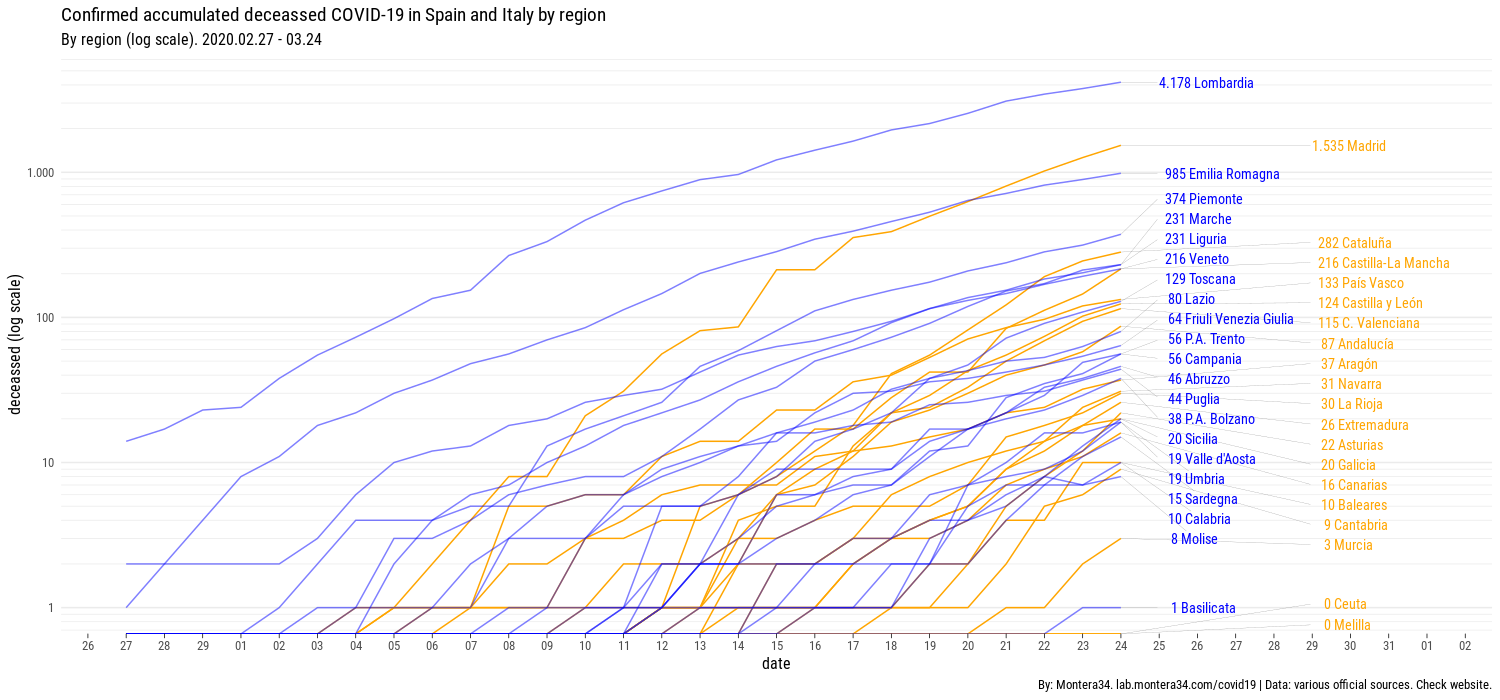 Confirmed accumulated deceassed COVID-19 in Spain and Italy by region
By region (log scale). 2020.02.27 - 03.24
deceassed (log scale)
1.000
100
10
1
4.178 Lombardia
1.535 Madrid
985 Emilia Romagna
374 Piemonte
231 Marche
231 Liguria
282 Cataluña
216 Veneto
216 Castilla-La Mancha
129 Toscana
133 País Vasco
80 Lazio
124 Castilla y León
64 Friuli Venezia Giulia
115 C. Valenciana
56 P.A. Trento
87 Andalucía
56 Campania
37 Aragón
46 Abruzzo
31 Navarra
44 Puglia
30 La Rioja
38 P.A. Bolzano
26 Extremadura
20 Sicilia
22 Asturias
19 Valle d'Aosta
20 Galicia
19 Umbria
16 Canarias
15 Sardegna
10 Baleares
10 Calabria
9 Cantabria
8 Molise
3 Murcia
1 Basilicata
0 Ceuta
0 Melilla
26 27 28 29 01 02 03 04 05 06 07 08 09 10 11 12 13 14 15 16 17 18 19 20 21 22 23 24 25 26 27 28 29 30 31 01 02
date
By: Montera34. lab.montera34.com/covid19 | Data: various official sources. Check website.